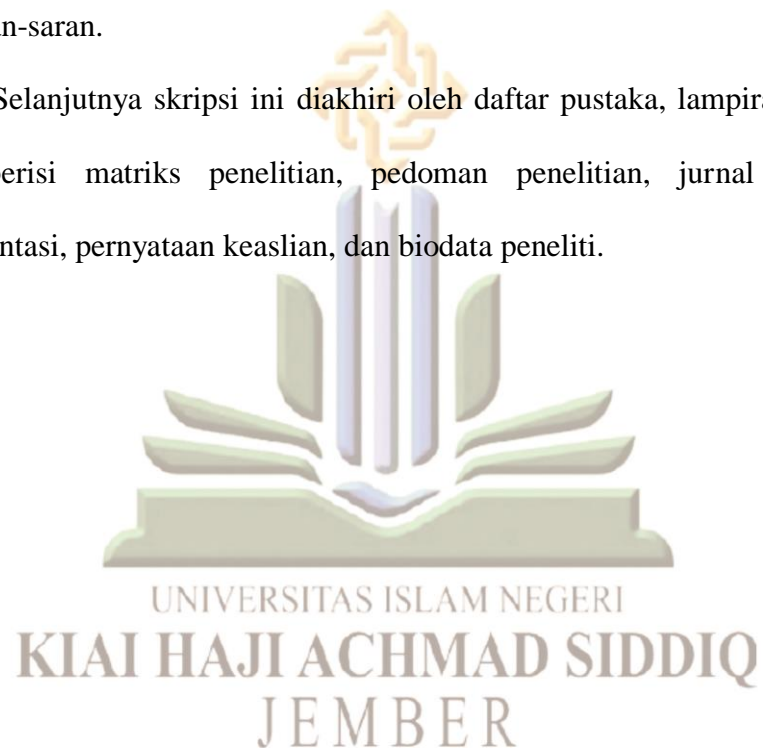 n-saran.
Selanjutnya skripsi ini diakhiri oleh daftar pustaka, lampira
erisi matriks penelitian, pedoman penelitian, jurnal
ntasi, pernyataan keaslian, dan biodata peneliti.
UNIVERSITAS ISLAM NEGERI
KIAI HAJI ACHMAD SIDDIQ
JEMBER